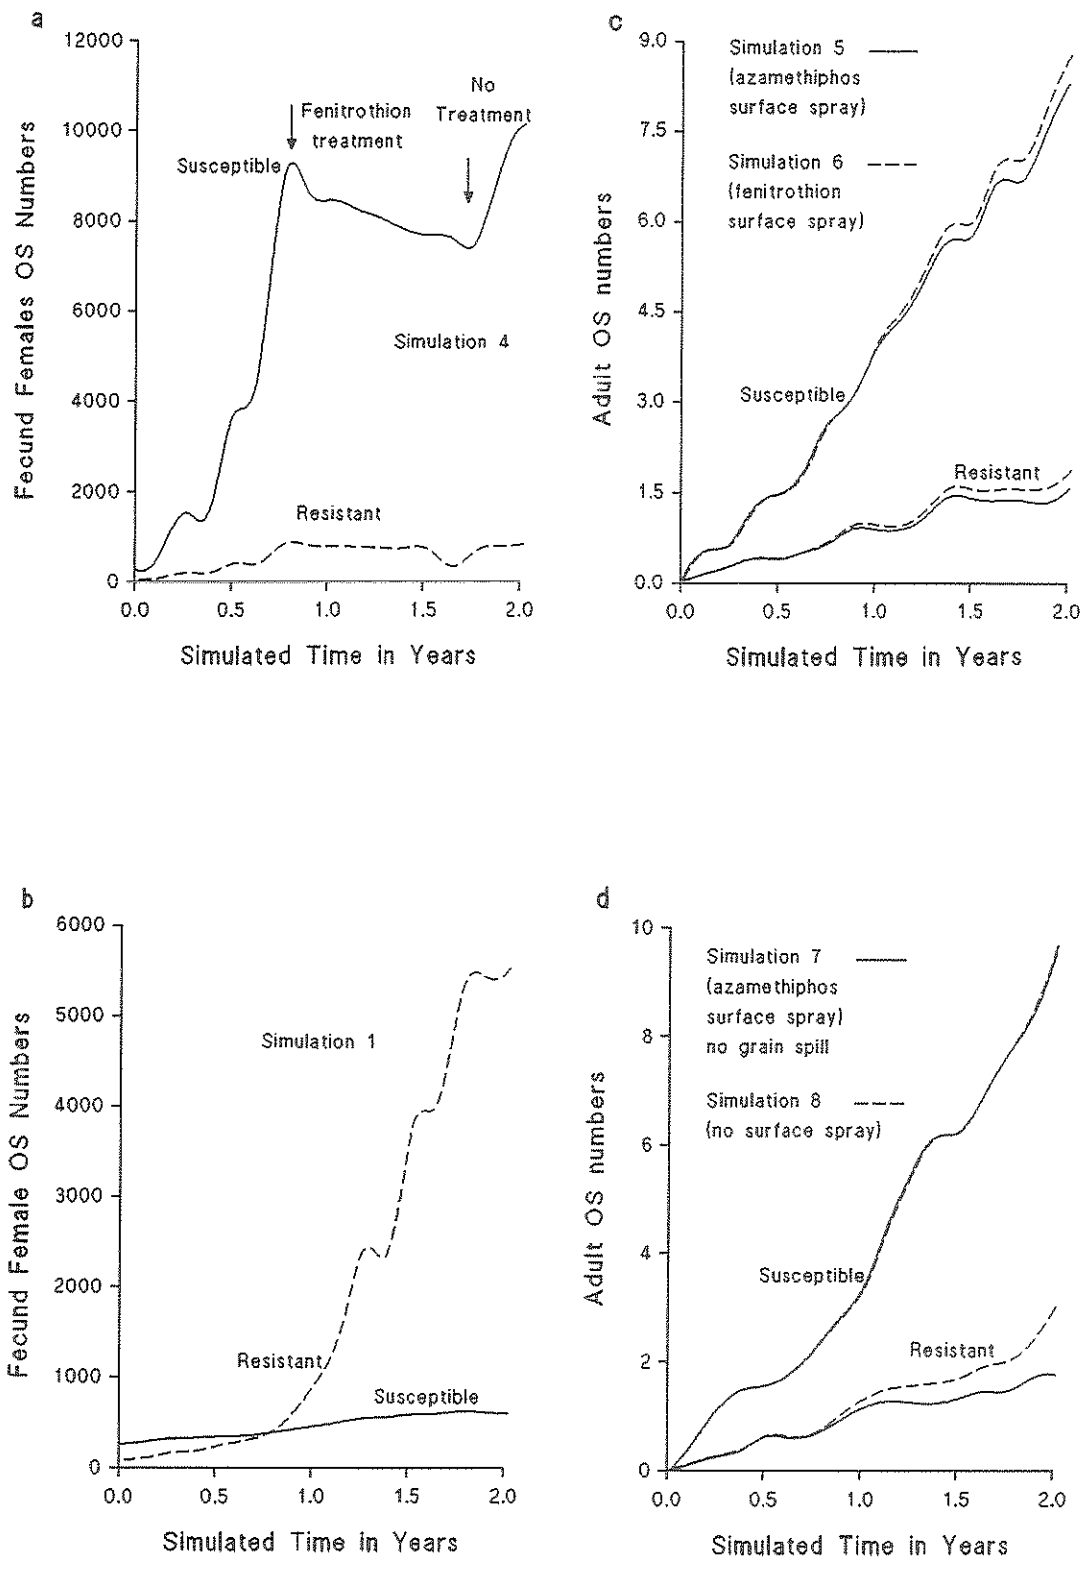 a
12000
10000
8000
6000
4000
2000
0
Fecund Females OS Numbers
Susceptible
Fenitrothion
treatment
No
Treatment
Simulation 4
Resistant
0.0 0.5 1.0 1.5 2.0
Simulated Time in Years
c
9.0
7.5
6.0
4.5
3.0
1.5
0.0
Adult OS numbers
Simulation 5
(azamethiphos
surface spray)
Simulation 6
(fenitrothion
surface spray)
Susceptible
Resistant
0.0 0.5 1.0 1.5 2.0
Simulated Time in Years
b
6000
5000
4000
3000
2000
1000
0
Fecund Female OS Numbers
Simulation 1
Resistant
Susceptible
0.0 0.5 1.0 1.5 2.0
Simulated Time in Years
d
10
8
6
4
2
0
Adult OS numbers
Simulation 7
(azamethiphos
surface spray)
no grain spill
Simulation 8
(no surface spray)
Susceptible
Resistant
0.0 0.5 1.0 1.5 2.0
Simulated Time in Years